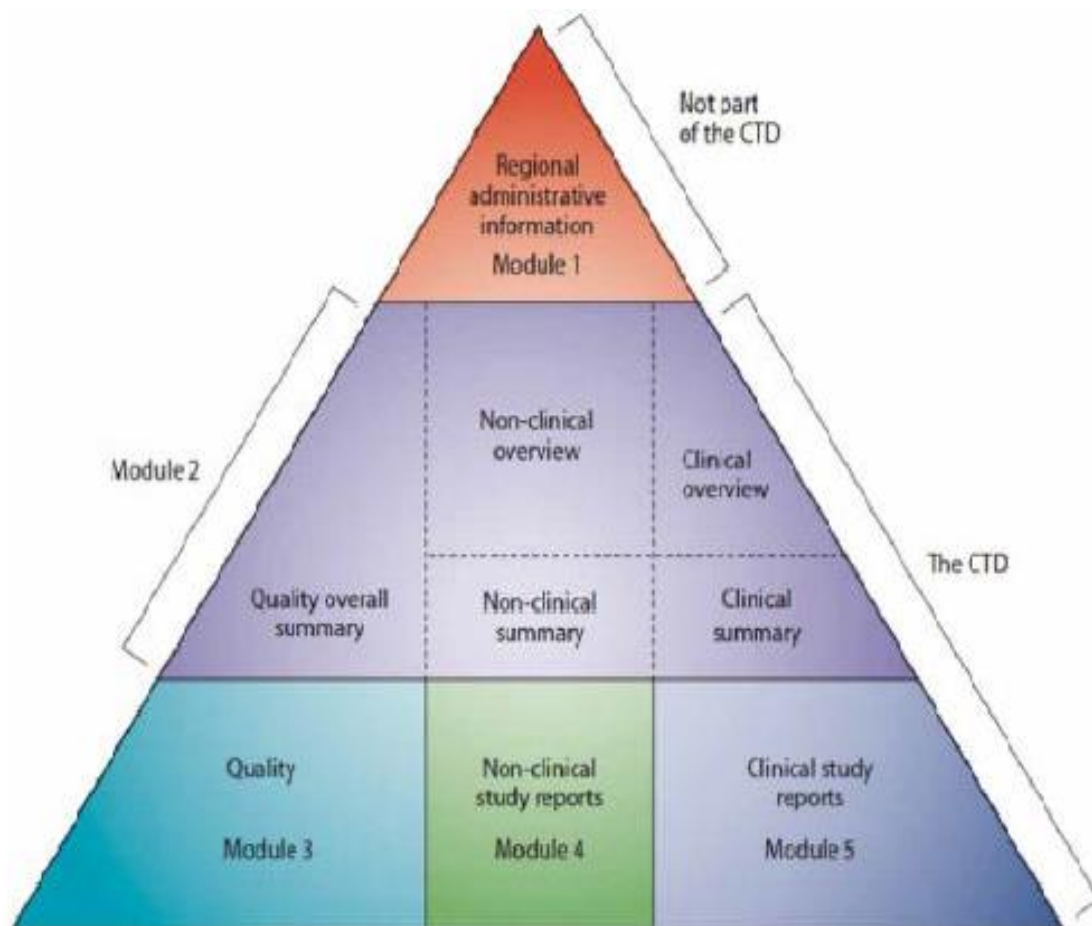 Not part
of the CTD
Regional
administrative
information
Module 1
Module 2
Non-clinical
overview
Clinical
overview
The CTD
Quality overall
summary
Non-clinical
summary
Clinical
summary
Quality
Module 3
Non-clinical
study reports
Module 4
Clinical study
reports
Module 5